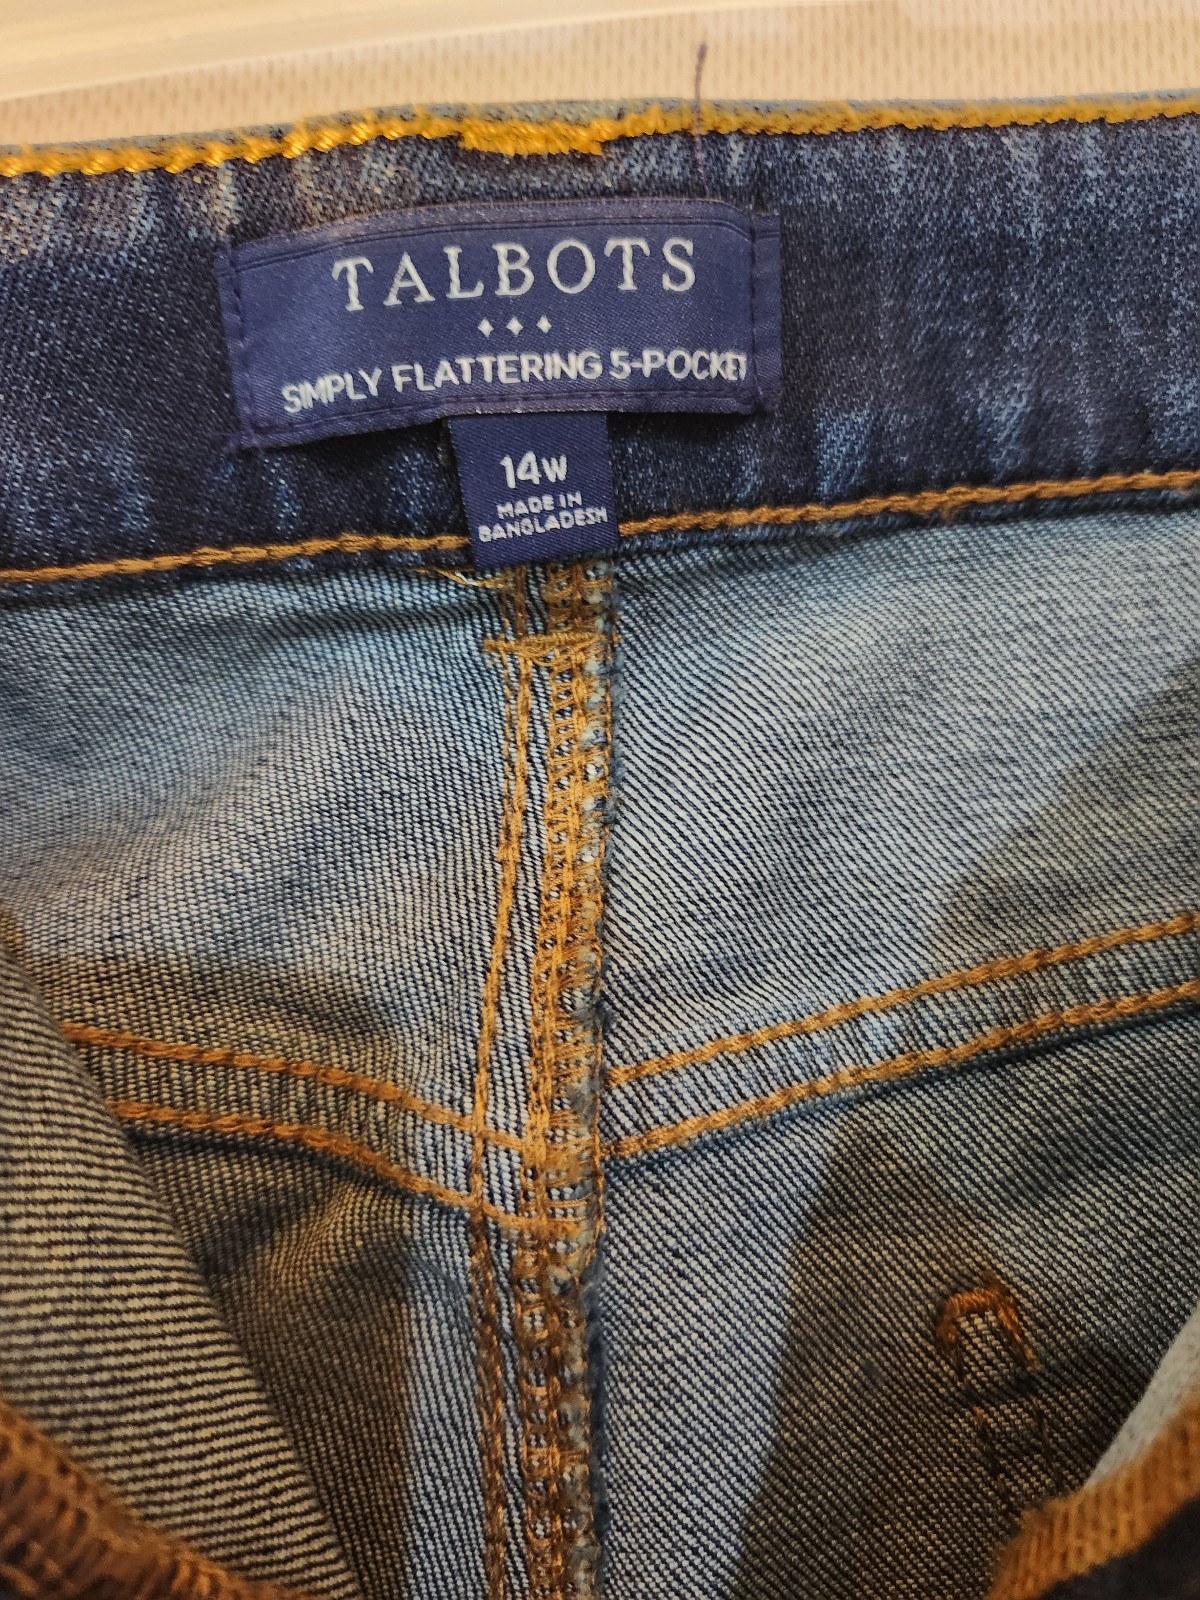 TALBOTS
SIMPLY FLATTERING 5-POCKET
14W
MADE IN
BANGLADESH